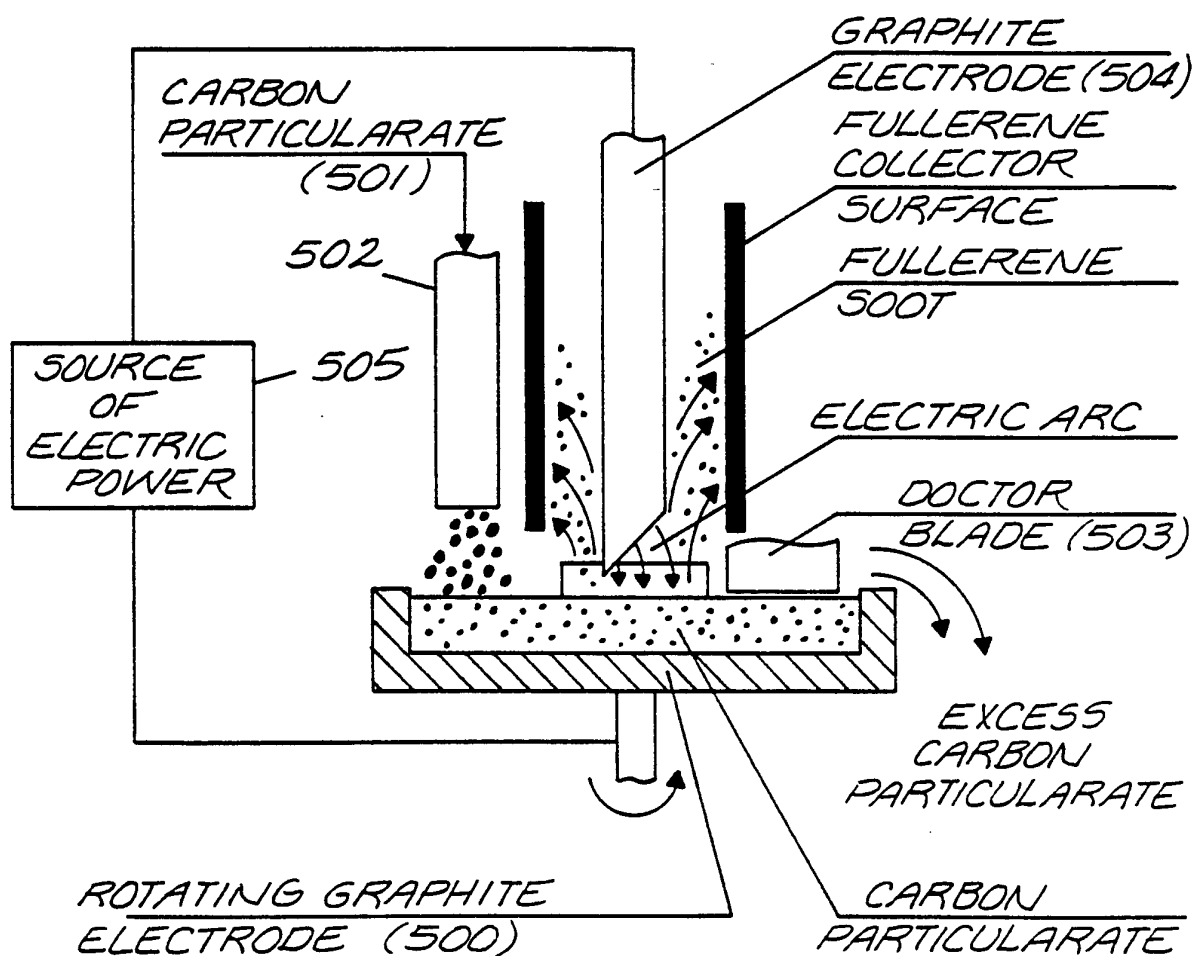 GRAPHITE
ELECTRODE (504)
CARBON
PARTICULARATE
(501)
FULLERENE
COLLECTOR
SURFACE
502
FULLERENE
SOOT
SOURCE
OF
ELECTRIC
POWER
505
ELECTRIC ARC
DOCTOR
BLADE (503)
EXCESS
CARBON
PARTICULARATE
ROTATING GRAPHITE
ELECTRODE (500)
CARBON
PARTICULARATE